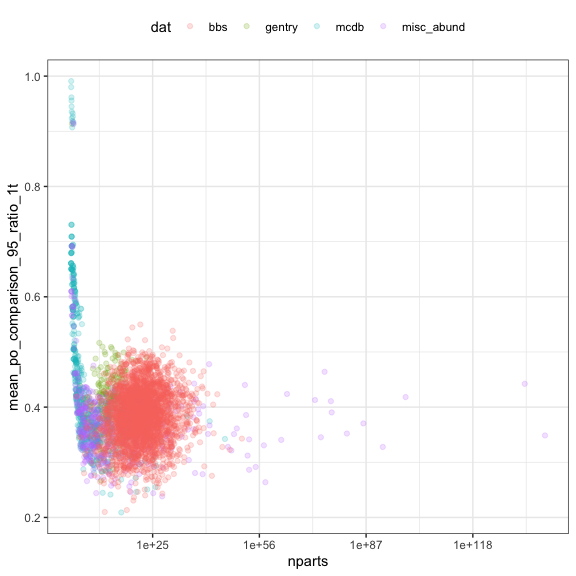 dat bbs gentry mcdb misc_abund
mean_po_comparison_95_ratio_1t
1.0
0.8
0.6
0.4
0.2
1e+25 1e+56 1e+87 1e+118
nparts